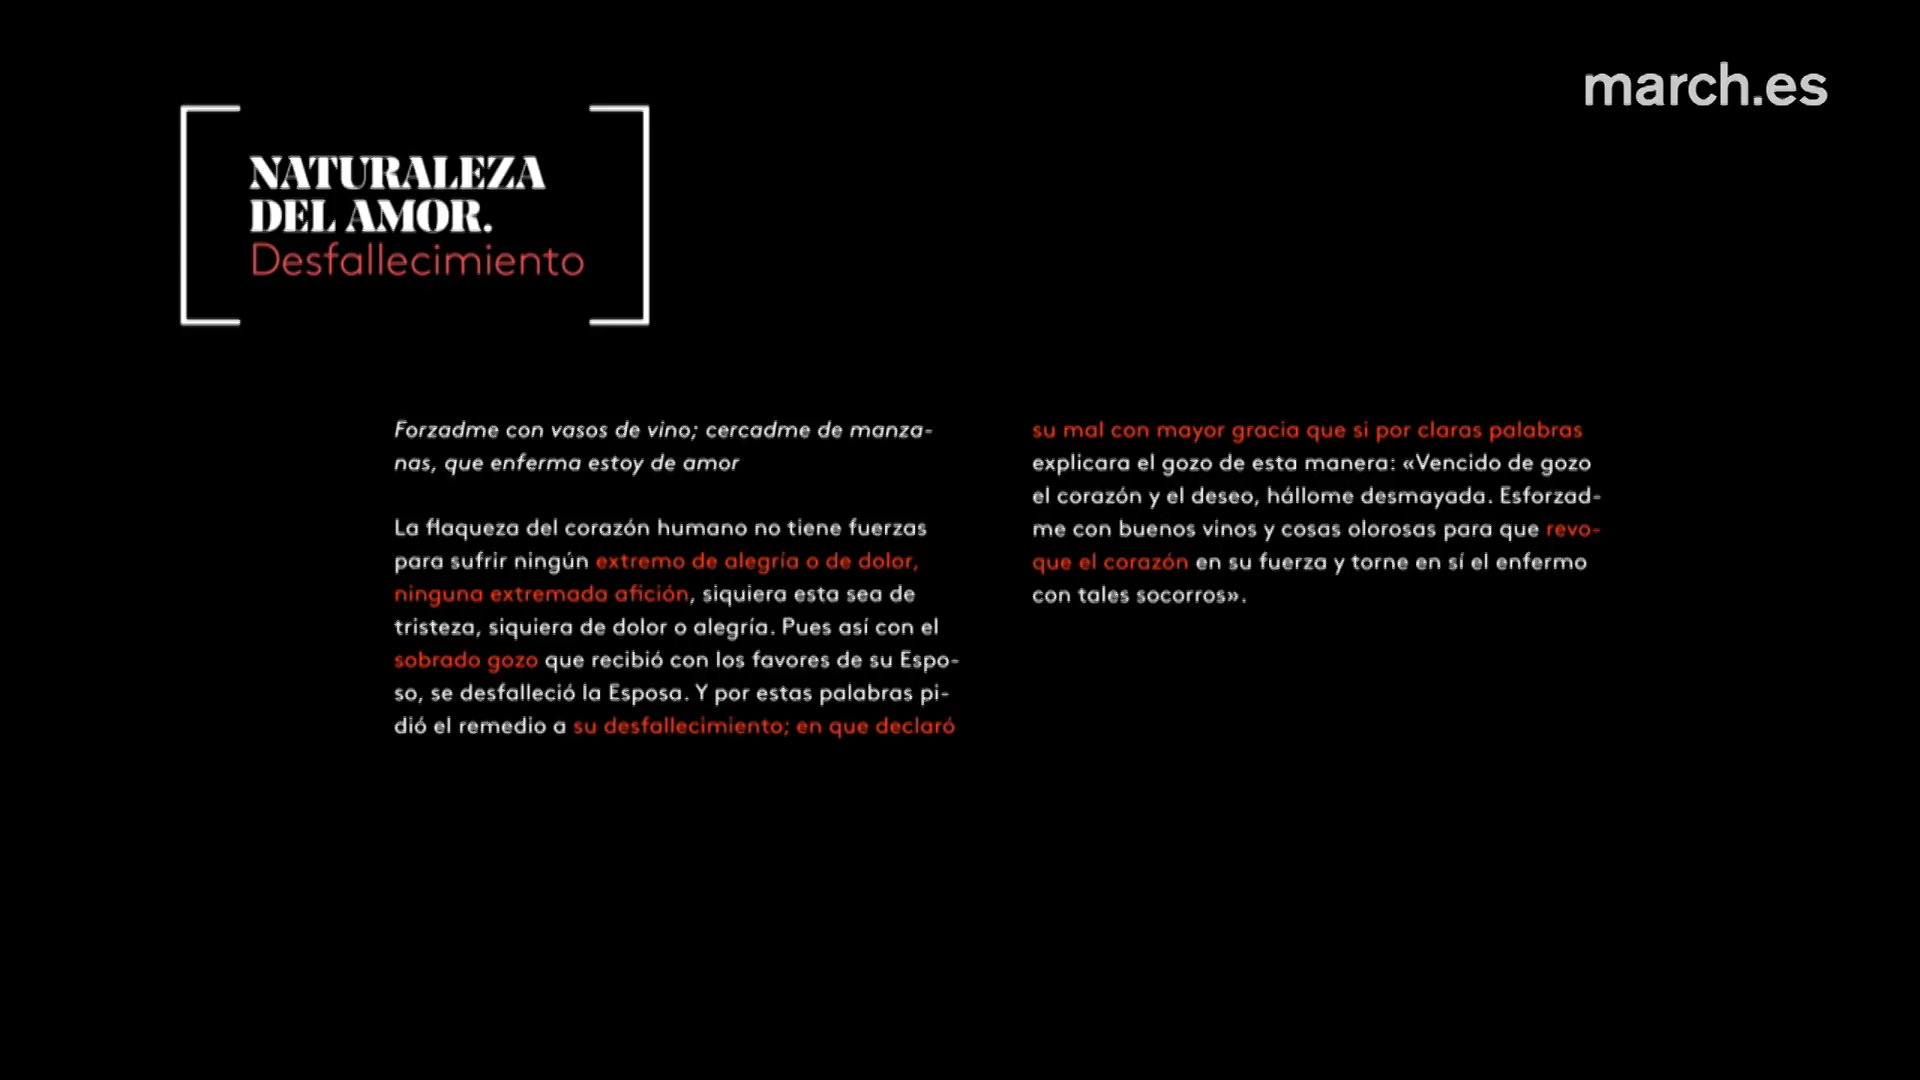 march.es
NATURALEZA
DEL AMOR.
Desfallecimiento
Forzadme con vasos de vino; cercadme de manza-
nas, que enferma estoy de amor
La flaqueza del corazón humano no tiene fuerzas
para sufrir ningún extremo de alegría o de dolor,
ninguna extremada afición, siquiera esta sea de
tristeza, siquiera de dolor o alegría. Pues así con el
sobrado gozo que recibió con los favores de su Espo-
so, se desfalleció la Esposa. Y por estas palabras pi-
dió el remedio a su desfallecimiento; en que declaró
su mal con mayor gracia que si por claras palabras
explicara el gozo de esta manera: «Vencido de gozo
el corazón y el deseo, hállome desmayada. Esforzad-
me con buenos vinos y cosas olorosas para que revo-
que el corazón en su fuerza y torne en sí el enfermo
con tales socorros».